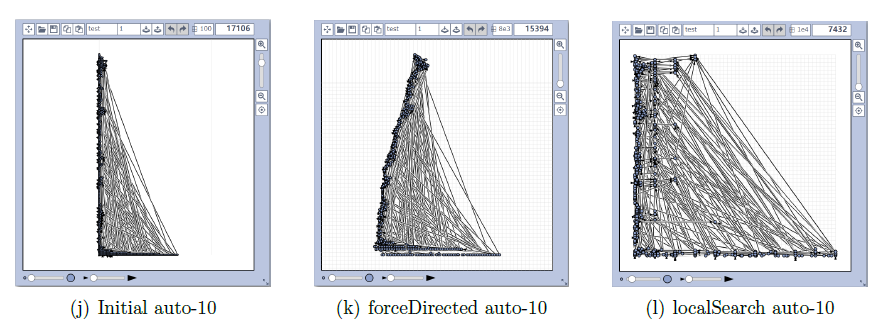 test 1 100 17106
test 1 8e3 15394
test 1 1e4 7432
(j) Initial auto-10
(k) forceDirected auto-10
(l) localSearch auto-10